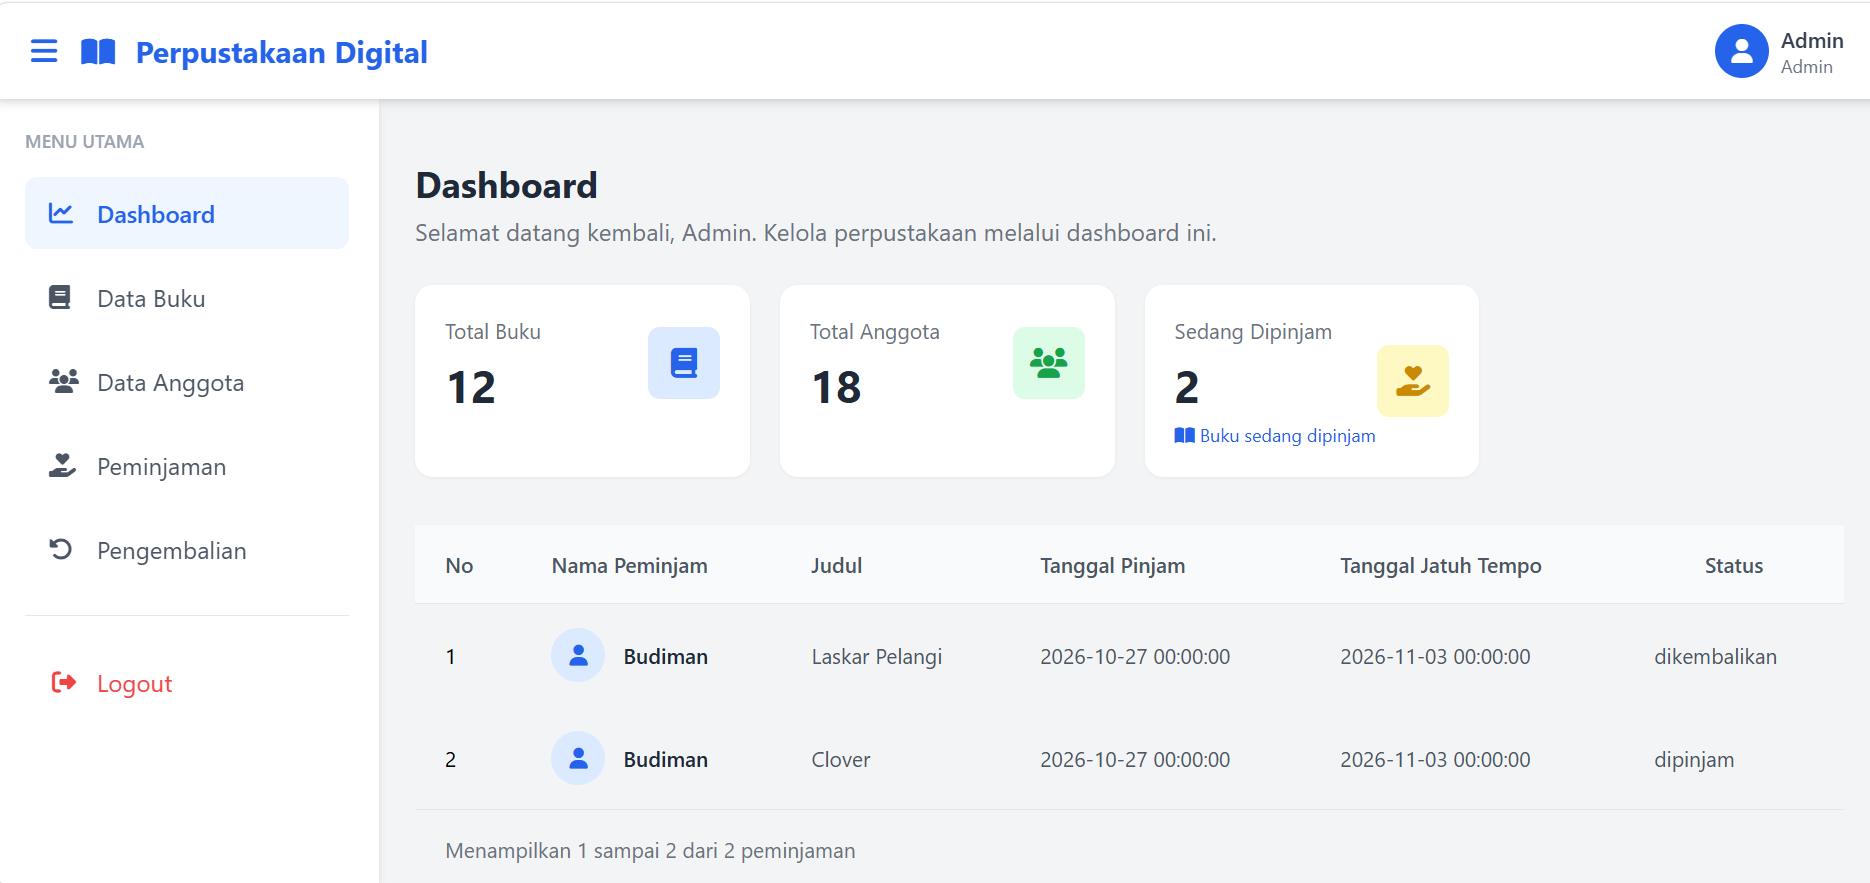 Perpustakaan Digital
Admin
Admin
MENU UTAMA
Dashboard
Data Buku
Data Anggota
Peminjaman
Pengembalian
Logout
Dashboard
Selamat datang kembali, Admin. Kelola perpustakaan melalui dashboard ini.
Total Buku
12
Total Anggota
18
Sedang Dipinjam
2
Buku sedang dipinjam
No Nama Peminjam Judul Tanggal Pinjam Tanggal Jatuh Tempo Status
1 Budiman Laskar Pelangi 2026-10-27 00:00:00 2026-11-03 00:00:00 dikembalikan
2 Budiman Clover 2026-10-27 00:00:00 2026-11-03 00:00:00 dipinjam
Menampilkan 1 sampai 2 dari 2 peminjaman